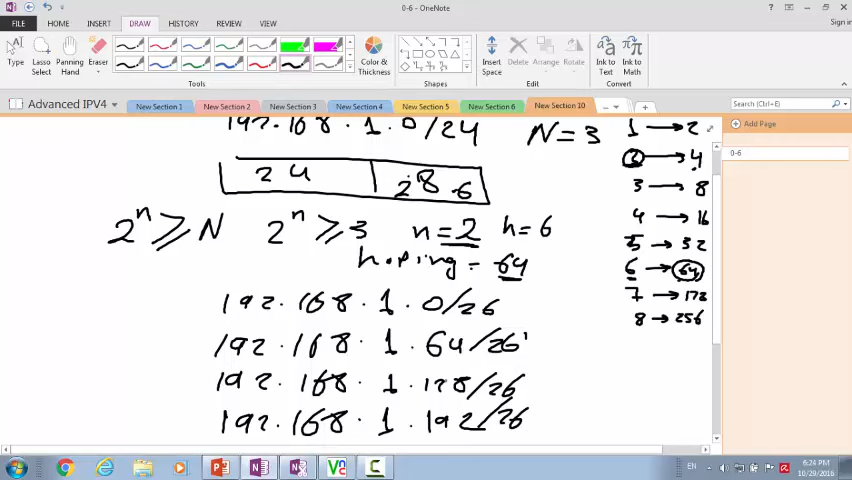 0-6 - OneNote
FILE HOME INSERT DRAW HISTORY REVIEW VIEW
Sign in
Type
Lasso Select
Panning Hand
Eraser
Color & Thickness
Insert Space
Delete
Arrange
Rotate
Ink to Text
Ink to Math
Tools
Shapes
Edit
Convert
Advanced IPV4
New Section 1
New Section 2
New Section 3
New Section 4
New Section 5
New Section 6
New Section 10
Search (Ctrl+E)
Add Page
0-6
192.168.1.0/24 N=3
24 2 8 6
2^n ≥ N 2^n ≥ 3 n=2 h=6
hoping = 64
192.168.1.0/26
192.168.1.64/26
192.168.1.128/26
192.168.1.192/26
1 → 2
2 → 4
3 → 8
4 → 16
5 → 32
6 → 64
7 → 128
8 → 256
EN
6:24 PM
10/29/2016